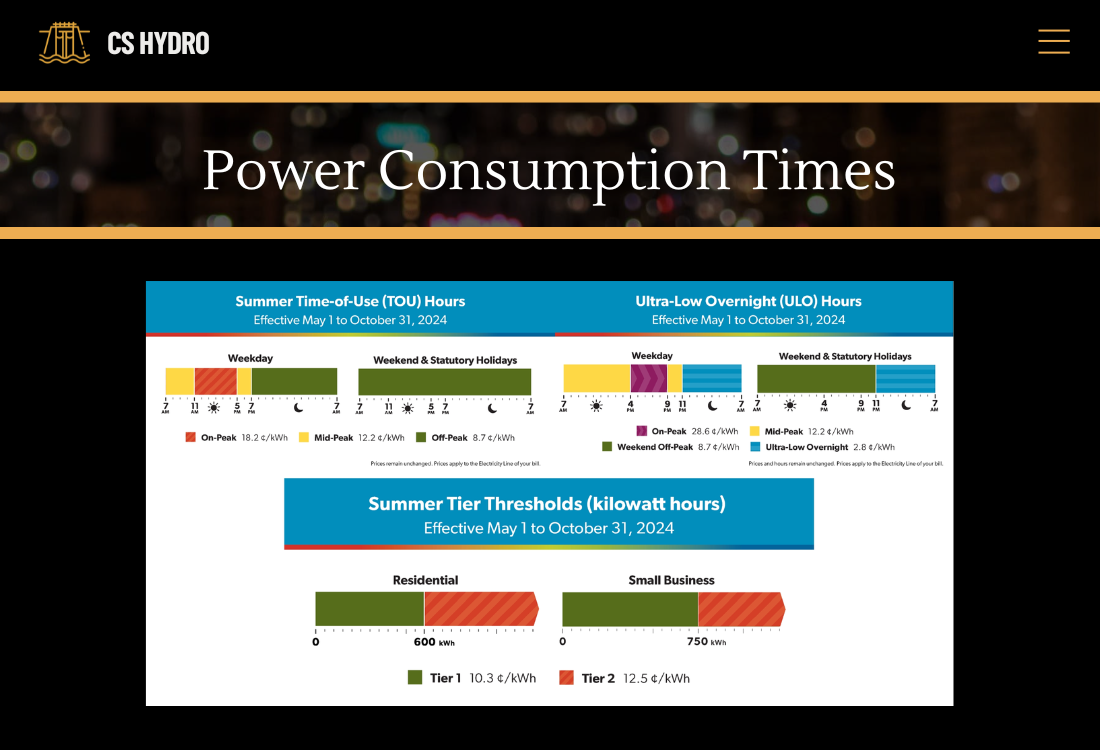 CS HYDRO
Power Consumption Times
Summer Time-of-Use (TOU) Hours
Effective May 1 to October 31, 2024
Weekday
7 AM 11 AM 5 PM 7 PM 7 AM
Weekend & Statutory Holidays
7 AM 11 AM 5 PM 7 PM 7 AM
On-Peak 18.2 ¢/kWh Mid-Peak 12.2 ¢/kWh Off-Peak 8.7 ¢/kWh
Prices remain unchanged. Prices apply to the Electricity Line of your bill.
Ultra-Low Overnight (ULO) Hours
Effective May 1 to October 31, 2024
Weekday
7 AM 4 PM 9 PM 11 PM 7 AM
Weekend & Statutory Holidays
7 AM 4 PM 9 PM 11 PM 7 AM
On-Peak 28.6 ¢/kWh Mid-Peak 12.2 ¢/kWh
Weekend Off-Peak 8.7 ¢/kWh Ultra-Low Overnight 2.8 ¢/kWh
Prices and hours remain unchanged. Prices apply to the Electricity Line of your bill.
Summer Tier Thresholds (kilowatt hours)
Effective May 1 to October 31, 2024
Residential
0 600 kWh
Small Business
0 750 kWh
Tier 1 10.3 ¢/kWh Tier 2 12.5 ¢/kWh